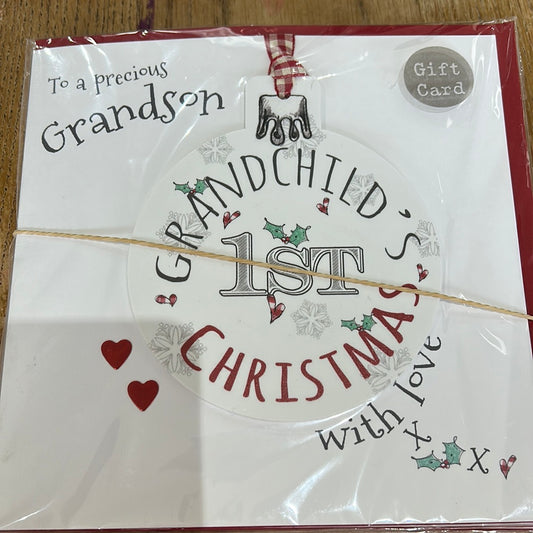 To a precious
Grandson
Gift
Card
GRANDCHILD'S
1ST
CHRISTMAS
with love
x x